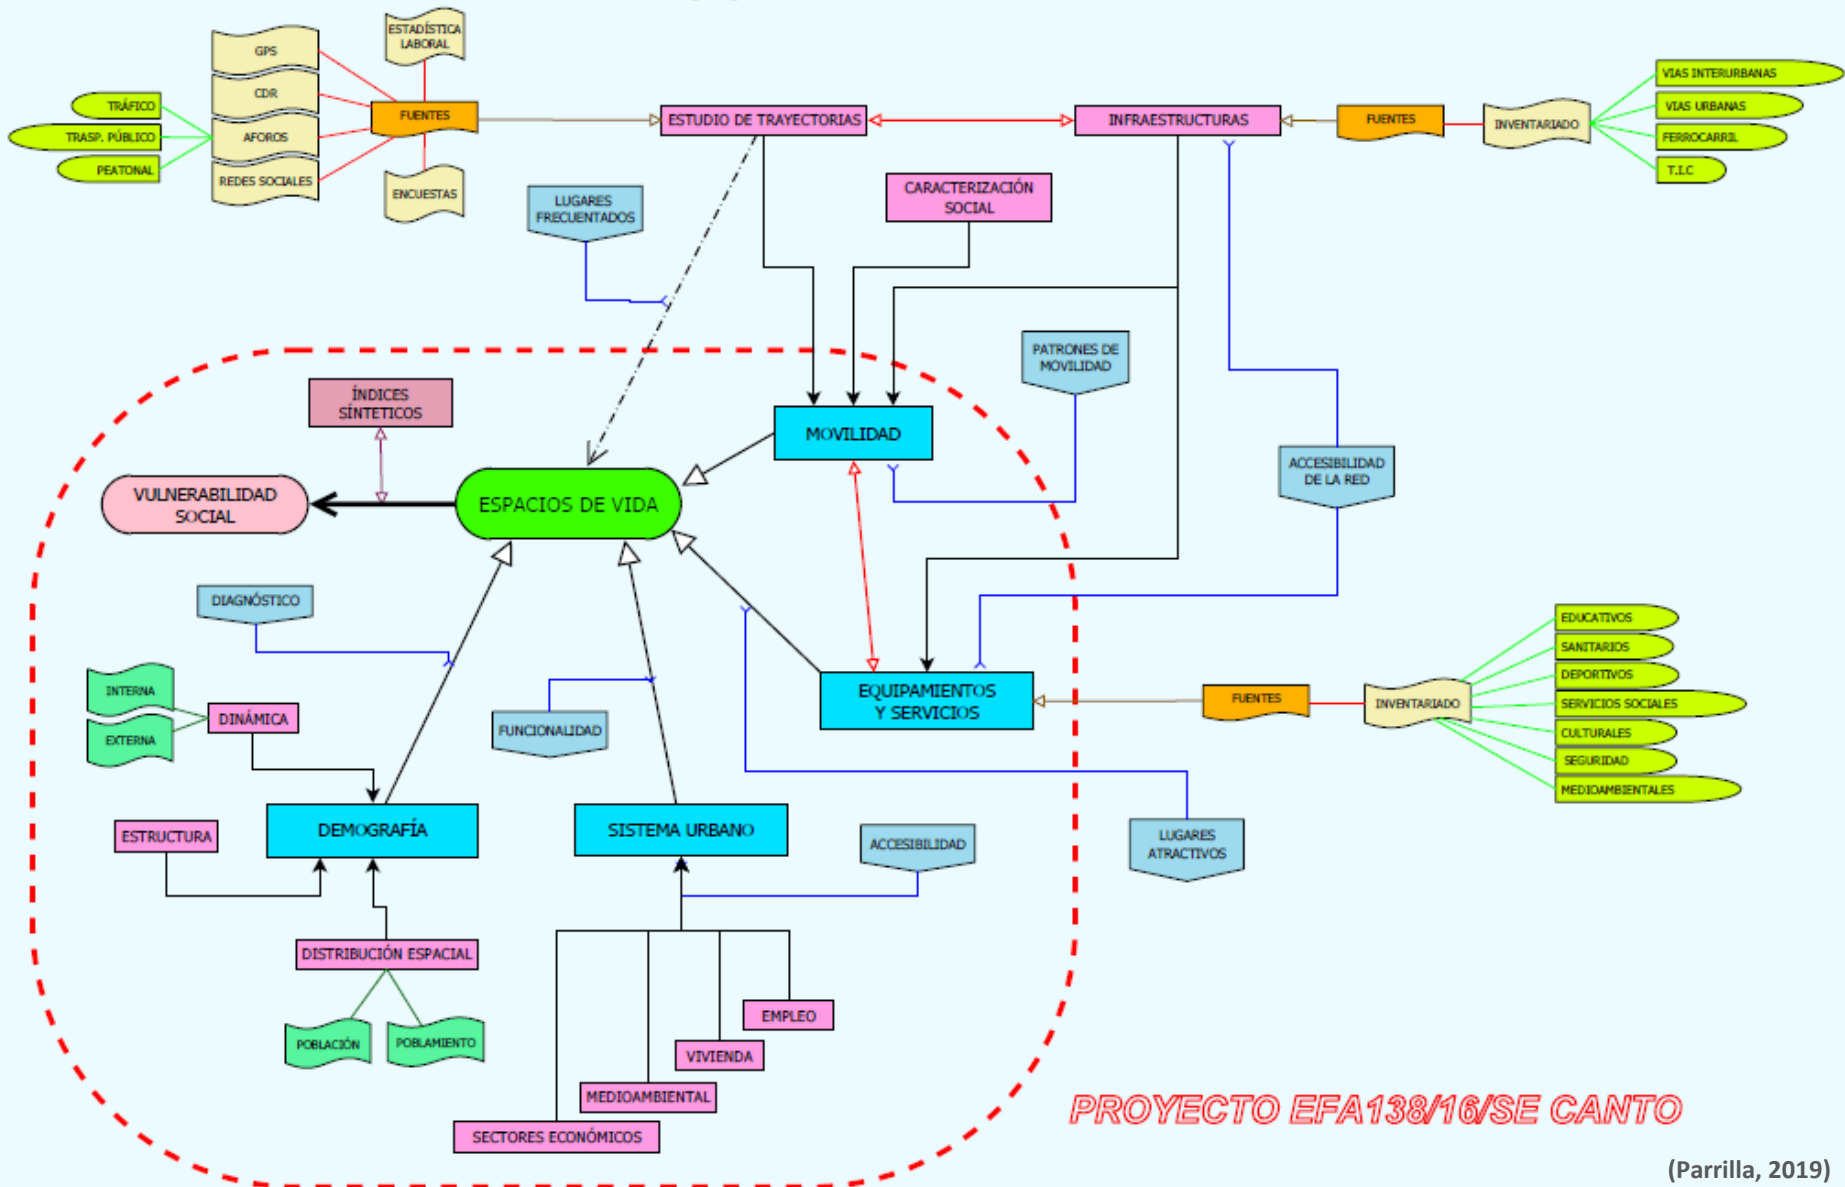 ESTADÍSTICA
LABORAL
GPS
CDR
AFOROS
REDES SOCIALES
TRÁFICO
TRASP. PÚBLICO
PEATONAL
FUENTES
ENCUESTAS
ESTUDIO DE TRAYECTORIAS
INFRAESTRUCTURAS
FUENTES
INVENTARIADO
VIAS INTERURBANAS
VIAS URBANAS
FERROCARRIL
T.I.C
LUGARES
FRECUENTADOS
CARACTERIZACIÓN
SOCIAL
PATRONES DE
MOVILIDAD
ÍNDICES
SÍNTETICOS
MOVILIDAD
ACCESIBILIDAD
DE LA RED
VULNERABILIDAD
SOCIAL
ESPACIOS DE VIDA
DIAGNÓSTICO
INTERNA
EXTERNA
DINÁMICA
FUNCIONALIDAD
EQUIPAMIENTOS
Y SERVICIOS
FUENTES
INVENTARIADO
EDUCATIVOS
SANITARIOS
DEPORTIVOS
SERVICIOS SOCIALES
CULTURALES
SEGURIDAD
MEDIOAMBIENTALES
ESTRUCTURA
DEMOGRAFÍA
SISTEMA URBANO
ACCESIBILIDAD
LUGARES
ATRACTIVOS
DISTRIBUCIÓN ESPACIAL
POBLACIÓN
POBLAMIENTO
EMPLEO
VIVIENDA
MEDIOAMBIENTAL
SECTORES ECONÓMICOS
PROYECTO EFA138/16/SE CANTO
(Parrilla, 2019)